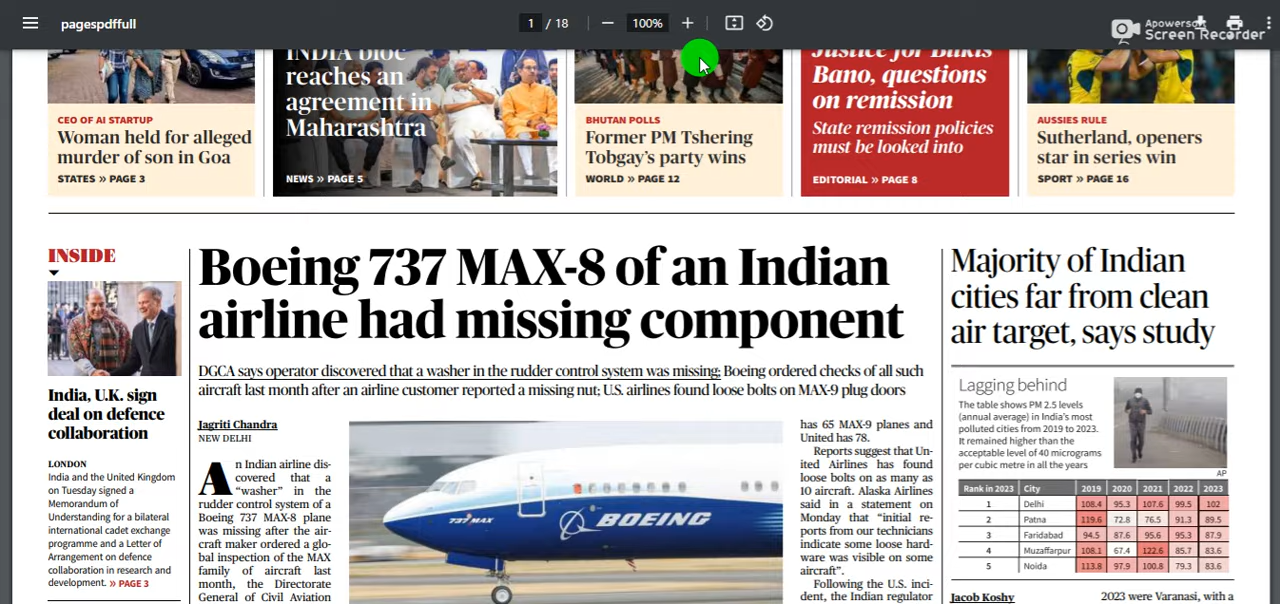 pagespdffull
1 / 18
100%
Apowersoft
Screen Recorder
CEO OF AI STARTUP
Woman held for alleged
murder of son in Goa
STATES » PAGE 3
INDIA bloc
reaches an
agreement in
Maharashtra
NEWS » PAGE 5
BHUTAN POLLS
Former PM Tshering
Tobgay's party wins
WORLD » PAGE 12
Justice for Bilkis
Bano, questions
on remission
State remission policies
must be looked into
EDITORIAL » PAGE 8
AUSSIES RULE
Sutherland, openers
star in series win
SPORT » PAGE 16
INSIDE
India, U.K. sign
deal on defence
collaboration
LONDON
India and the United Kingdom
on Tuesday signed a
Memorandum of
Understanding for a bilateral
international cadet exchange
programme and a Letter of
Arrangement on defence
collaboration in research and
development. » PAGE 3
Boeing 737 MAX-8 of an Indian
airline had missing component
DGCA says operator discovered that a washer in the rudder control system was missing; Boeing ordered checks of all such
aircraft last month after an airline customer reported a missing nut; U.S. airlines found loose bolts on MAX-9 plug doors
Jagriti Chandra
NEW DELHI
An Indian airline dis-
covered that a
"washer" in the
rudder control system of a
Boeing 737 MAX-8 plane
was missing after the air-
craft maker ordered a glo-
bal inspection of the MAX
family of aircraft last
month, the Directorate
General of Civil Aviation
737 MAX
BOEING
has 65 MAX-9 planes and
United has 78.
Reports suggest that Un-
ited Airlines has found
loose bolts on as many as
10 aircraft. Alaska Airlines
said in a statement on
Monday that "initial re-
ports from our technicians
indicate some loose hard-
ware was visible on some
aircraft".
Following the U.S. inci-
dent, the Indian regulator
Majority of Indian
cities far from clean
air target, says study
Lagging behind
The table shows PM 2.5 levels
(annual average) in India's most
polluted cities from 2019 to 2023.
It remained higher than the
acceptable level of 40 micrograms
per cubic metre in all the years
AP
Rank in 2023 City 2019 2020 2021 2022 2023
1 Delhi 108.4 95.3 107.6 99.5 102
2 Patna 119.6 72.8 76.5 91.3 89.5
3 Faridabad 94.5 87.6 95.6 95.3 87.9
4 Muzaffarpur 108.1 67.4 122.6 85.7 83.6
5 Noida 113.8 97.9 100.8 79.3 83.6
Jacob Koshy
2023 were Varanasi, with a